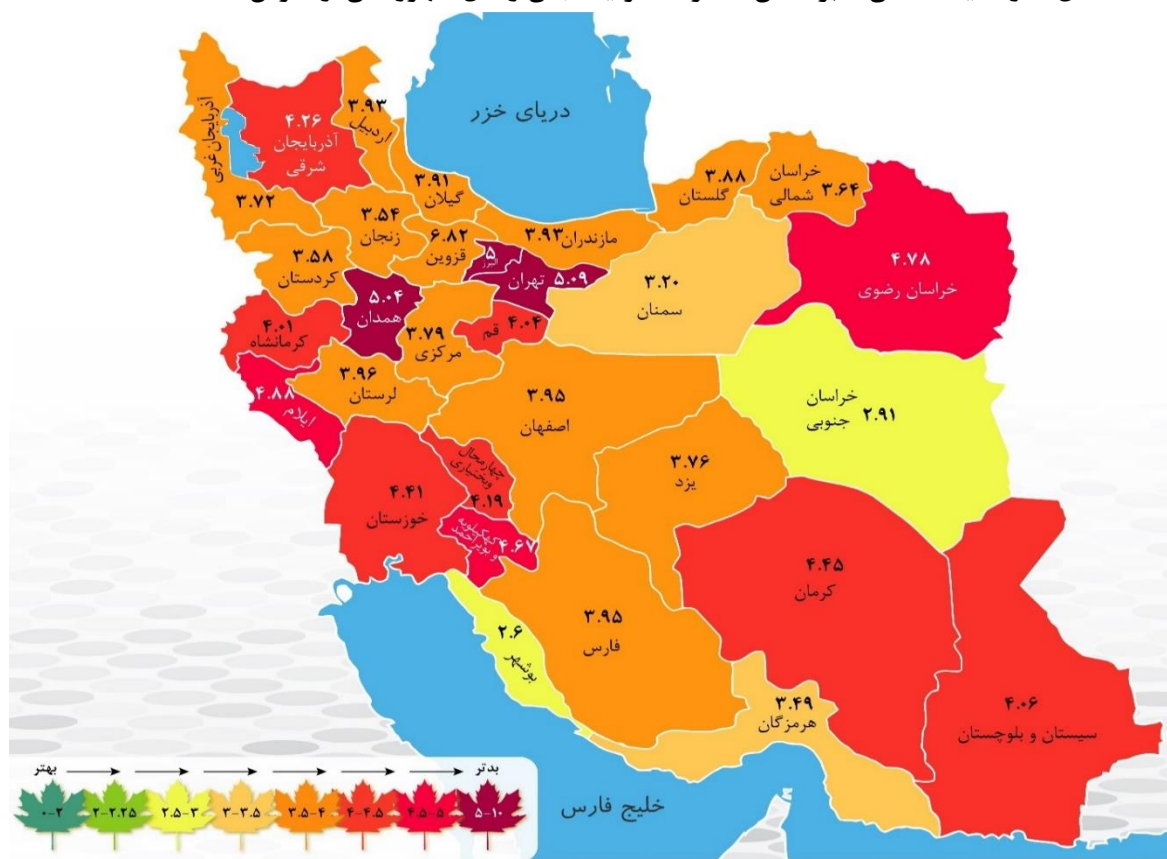 دریای خزر
۴.۲۶
آذربایجان
شرقی
۳.۹۳
اردبیل
آذربایجان غربی
۳.۷۲
۳.۹۱
گیلان
۳.۸۸
گلستان
خراسان
شمالی ۳.۶۴
۳.۵۴
زنجان
۶.۸۲
قزوین
۵
البرز
تهران ۵.۰۹
مازندران ۳.۹۳
۳.۲۰
سمنان
۴.۷۸
خراسان رضوی
۳.۵۸
کردستان
۵.۰۴
همدان
۳.۷۹
مرکزی
قم ۴.۰۴
۴.۰۱
کرمانشاه
۳.۹۶
لرستان
۴.۸۸
ایلام
۳.۹۵
اصفهان
خراسان
جنوبی ۲.۹۱
۳.۷۶
یزد
چهارمحال
وبختیاری
۴.۱۹
۴.۴۱
خوزستان
کهکیلویه
و بویراحمد
۴.۶۷
۴.۴۵
کرمان
۳.۹۵
فارس
۲.۶
بوشهر
۳.۴۹
هرمزگان
۴.۰۶
سیستان و بلوچستان
خلیج فارس
بهتر بدتر
۰-۲ ۲-۲.۲۵ ۲.۵-۳ ۳-۳.۵ ۳.۵-۴ ۴-۴.۵ ۴.۵-۵ ۵-۱۰